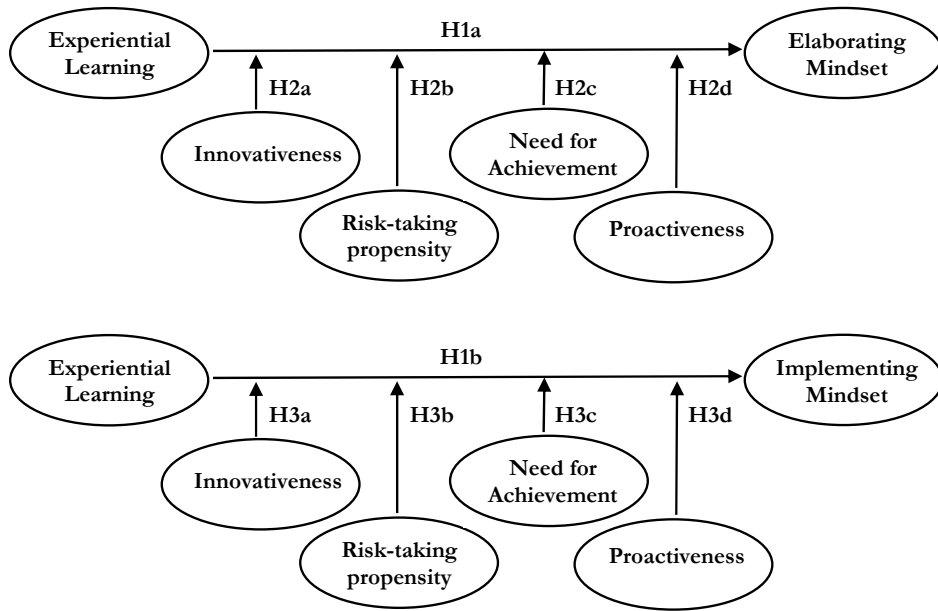 H1a
Experiential
Learning
Elaborating
Mindset
H2a
H2b
H2c
H2d
Innovativeness
Need for
Achievement
Risk-taking
propensity
Proactiveness
H1b
Experiential
Learning
Implementing
Mindset
H3a
H3b
H3c
H3d
Innovativeness
Need for
Achievement
Risk-taking
propensity
Proactiveness